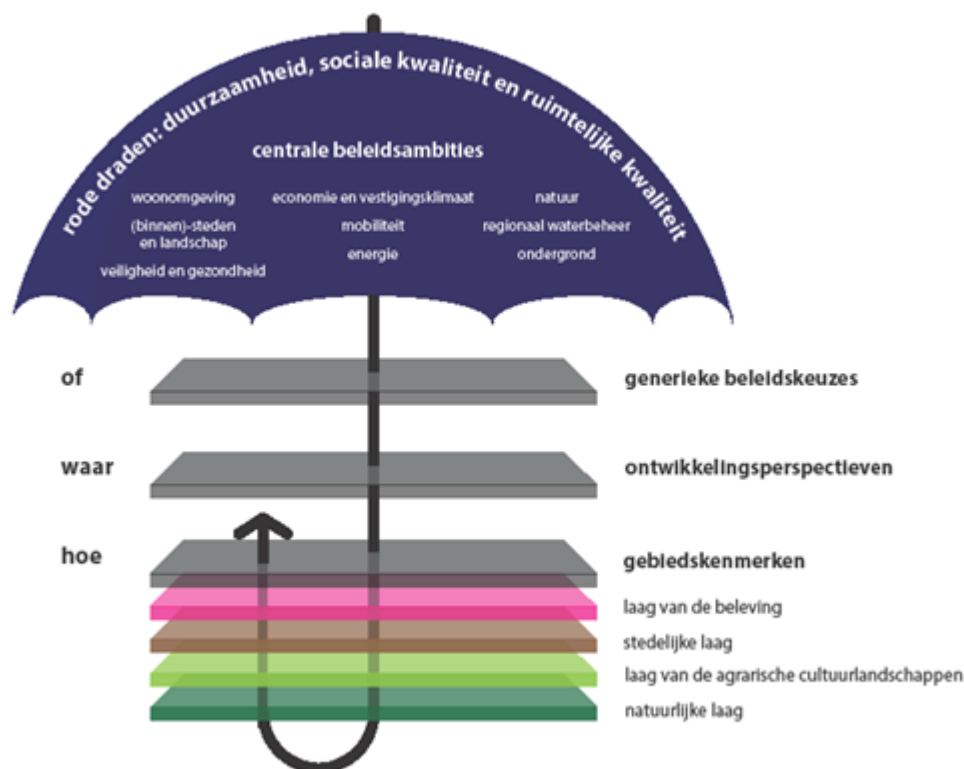 rode draden: duurzaamheid, sociale kwaliteit en ruimtelijke kwaliteit
centrale beleidsambities
woonomgeving
(binnen)-steden
en landschap
veiligheid en gezondheid
economie en vestigingsklimaat
mobiliteit
energie
natuur
regionaal waterbeheer
ondergrond
of
generieke beleidskeuzes
waar
ontwikkelingsperspectieven
hoe
gebiedskenmerken
laag van de beleving
stedelijke laag
laag van de agrarische cultuurlandschappen
natuurlijke laag